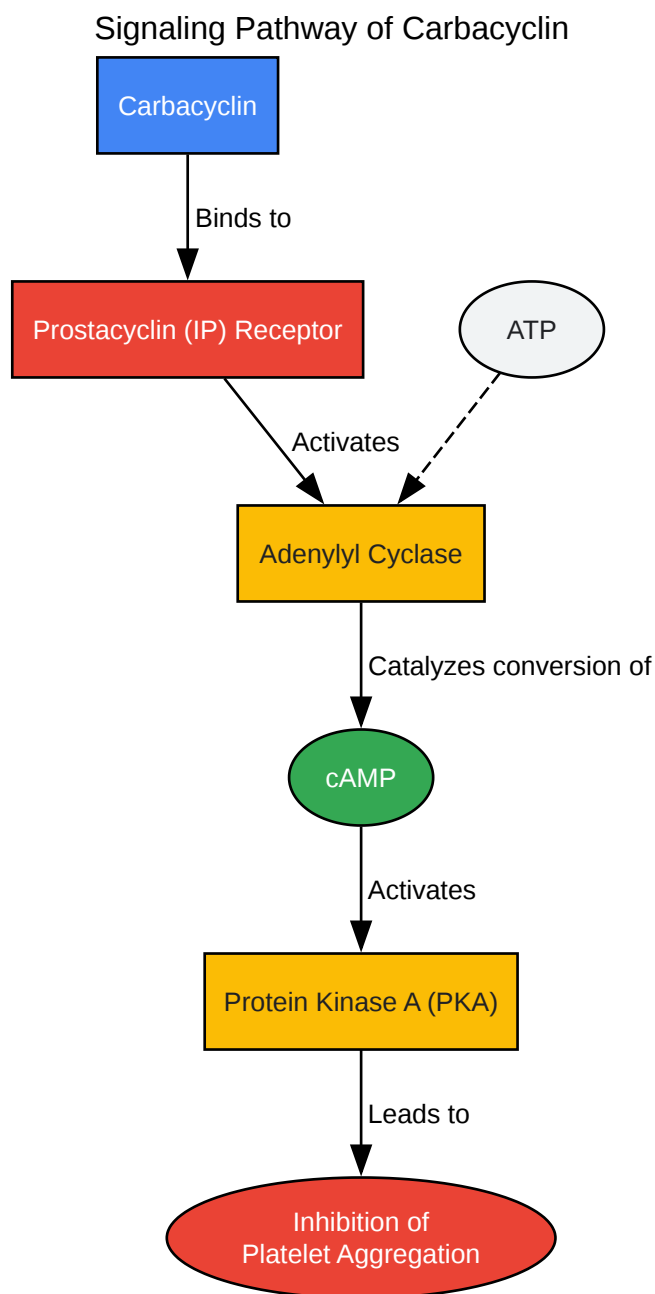 Signaling Pathway of Carbacyclin
Carbacyclin
Binds to
Prostacyclin (IP) Receptor
ATP
Activates
Adenylyl Cyclase
Catalyzes conversion of
cAMP
Activates
Protein Kinase A (PKA)
Leads to
Inhibition of
Platelet Aggregation